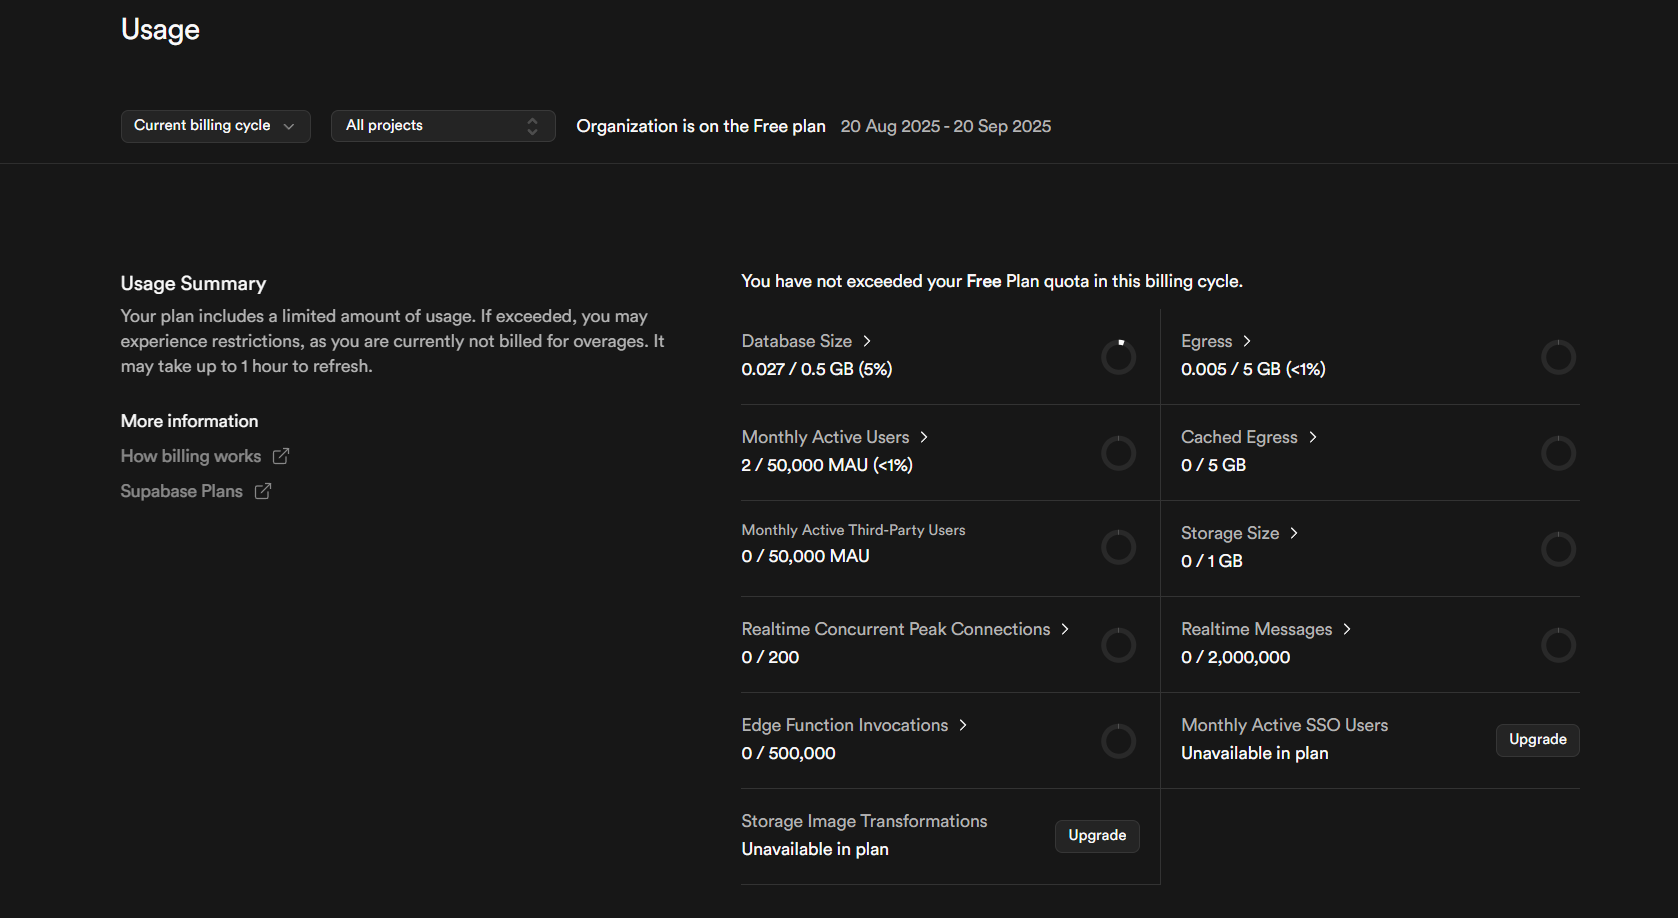 Usage
Current billing cycle
All projects
Organization is on the Free plan 20 Aug 2025 - 20 Sep 2025
Usage Summary
Your plan includes a limited amount of usage. If exceeded, you may
experience restrictions, as you are currently not billed for overages. It
may take up to 1 hour to refresh.
More information
How billing works
Supabase Plans
You have not exceeded your Free Plan quota in this billing cycle.
Database Size
0.027 / 0.5 GB (5%)
Egress
0.005 / 5 GB (<1%)
Monthly Active Users
2 / 50,000 MAU (<1%)
Cached Egress
0 / 5 GB
Monthly Active Third-Party Users
0 / 50,000 MAU
Storage Size
0 / 1 GB
Realtime Concurrent Peak Connections
0 / 200
Realtime Messages
0 / 2,000,000
Edge Function Invocations
0 / 500,000
Monthly Active SSO Users
Unavailable in plan
Upgrade
Storage Image Transformations
Unavailable in plan
Upgrade